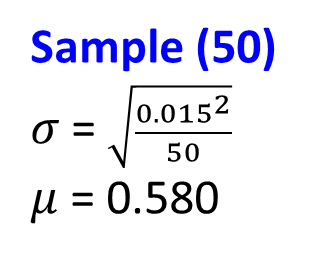 Sample (50)
σ = √(0.015²/50)
μ = 0.580